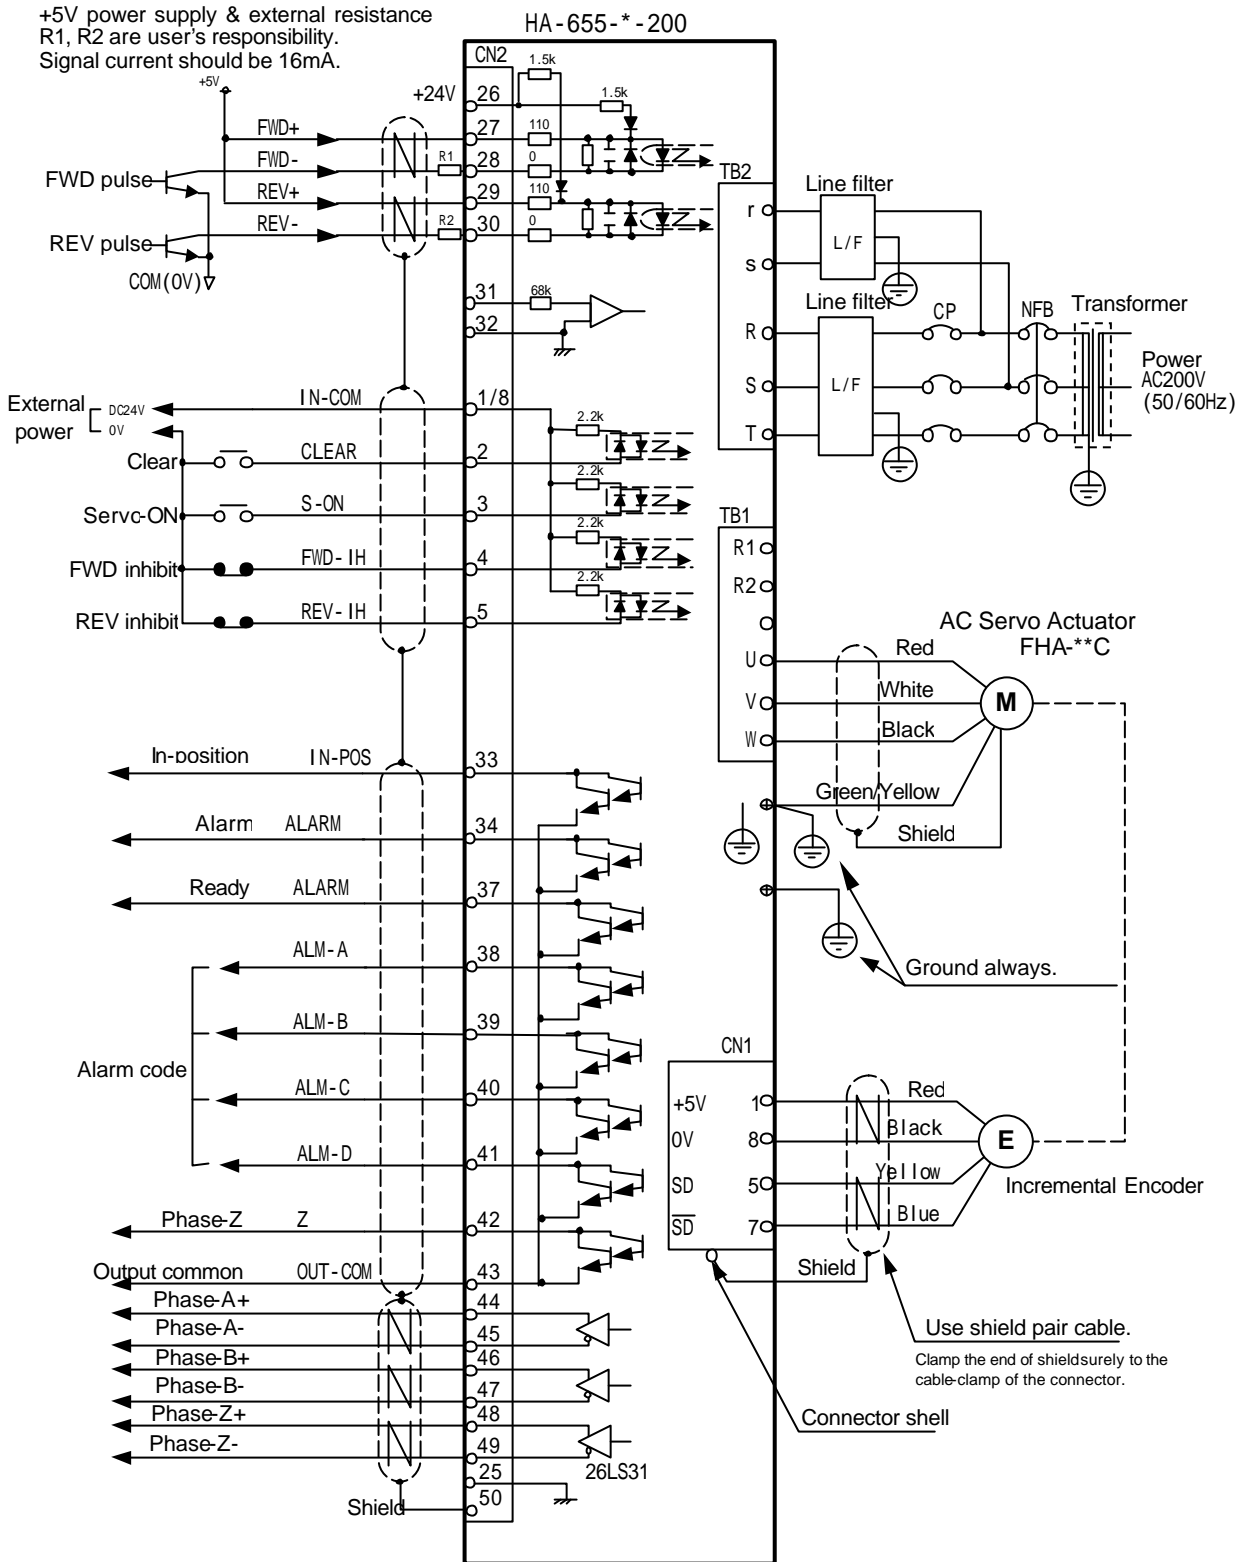 +5V power supply & external resistance
R1, R2 are user's responsibility.
Signal current should be 16mA.
HA-655-*-200
CN2
1.5k
+5V
+24V
26
1.5k
FWD+
27
110
FWD-
R1
28
0
FWD pulse
REV+
29
110
REV-
R2
30
0
REV pulse
COM(0V)
31
68k
32
TB2
r
s
R
S
T
Line filter
L/F
Line filter
L/F
CP
NFB
Transformer
Power
AC200V
(50/60Hz)
External
power
DC24V
0V
IN-COM
1/8
2.2k
Clear
CLEAR
2
2.2k
Servo-ON
S-ON
3
2.2k
FWD inhibit
FWD-IH
4
2.2k
REV inhibit
REV-IH
5
TB1
R1
R2
U
V
W
Red
White
Black
Green/Yellow
Shield
AC Servo Actuator
FHA-**C
M
Ground always.
In-position
IN-POS
33
Alarm
ALARM
34
Ready
ALARM
37
ALM-A
38
ALM-B
39
Alarm code
ALM-C
40
ALM-D
41
Phase-Z
Z
42
Output common
OUT-COM
43
Phase-A+
44
Phase-A-
45
Phase-B+
46
Phase-B-
47
Phase-Z+
48
Phase-Z-
49
26LS31
25
Shield
50
CN1
+5V
1
Red
0V
8
Black
SD
5
Yellow
SD
7
Blue
E
Incremental Encoder
Shield
Use shield pair cable.
Clamp the end of shieldsurely to the
cable-clamp of the connector.
Connector shell